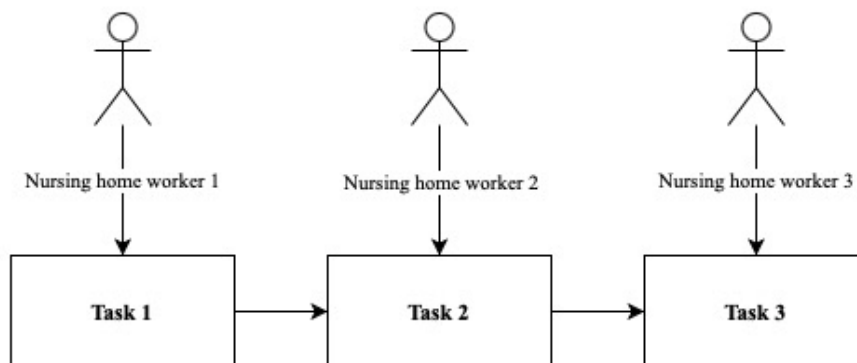 Nursing home worker 1
Nursing home worker 2
Nursing home worker 3
Task 1
Task 2
Task 3